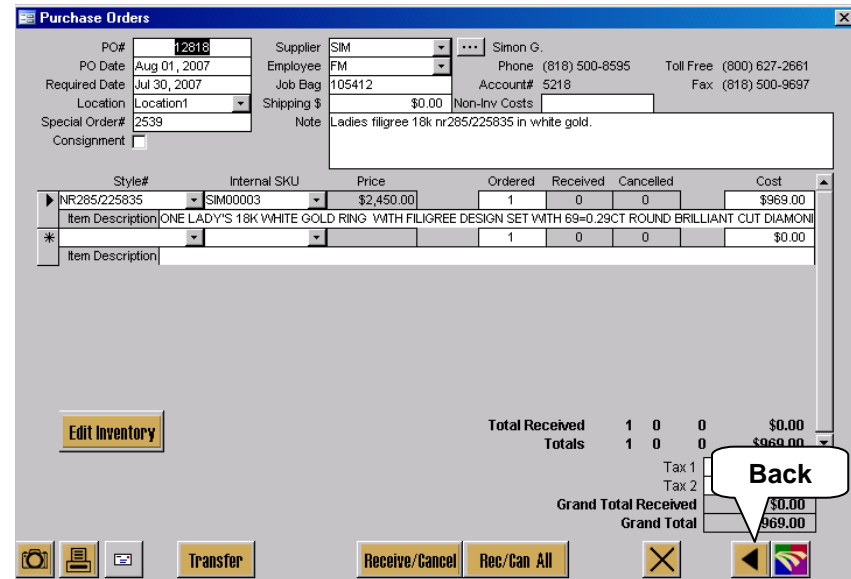 Purchase Orders
PO# 12818 Supplier SIM ... Simon G.
PO Date Aug 01, 2007 Employee FM Phone (818) 500-8595 Toll Free (800) 627-2661
Required Date Jul 30, 2007 Job Bag 105412 Account# 5218 Fax (818) 500-9697
Location Location1 Shipping $ $0.00 Non-Inv Costs
Special Order# 2539 Note Ladies filigree 18k nr285/225835 in white gold.
Consignment
Style# Internal SKU Price Ordered Received Cancelled Cost
NR285/225835 SIM00003 $2,450.00 1 0 0 $969.00
Item Description ONE LADY'S 18K WHITE GOLD RING WITH FILIGREE DESIGN SET WITH 69=0.29CT ROUND BRILLIANT CUT DIAMON
* 1 0 0 $0.00
Item Description
Edit Inventory
Total Received 1 0 0 $0.00
Totals 1 0 0 $969.00
Tax 1
Tax 2
Back
Grand Total Received $0.00
Grand Total 969.00
Transfer Receive/Cancel Rec/Can All